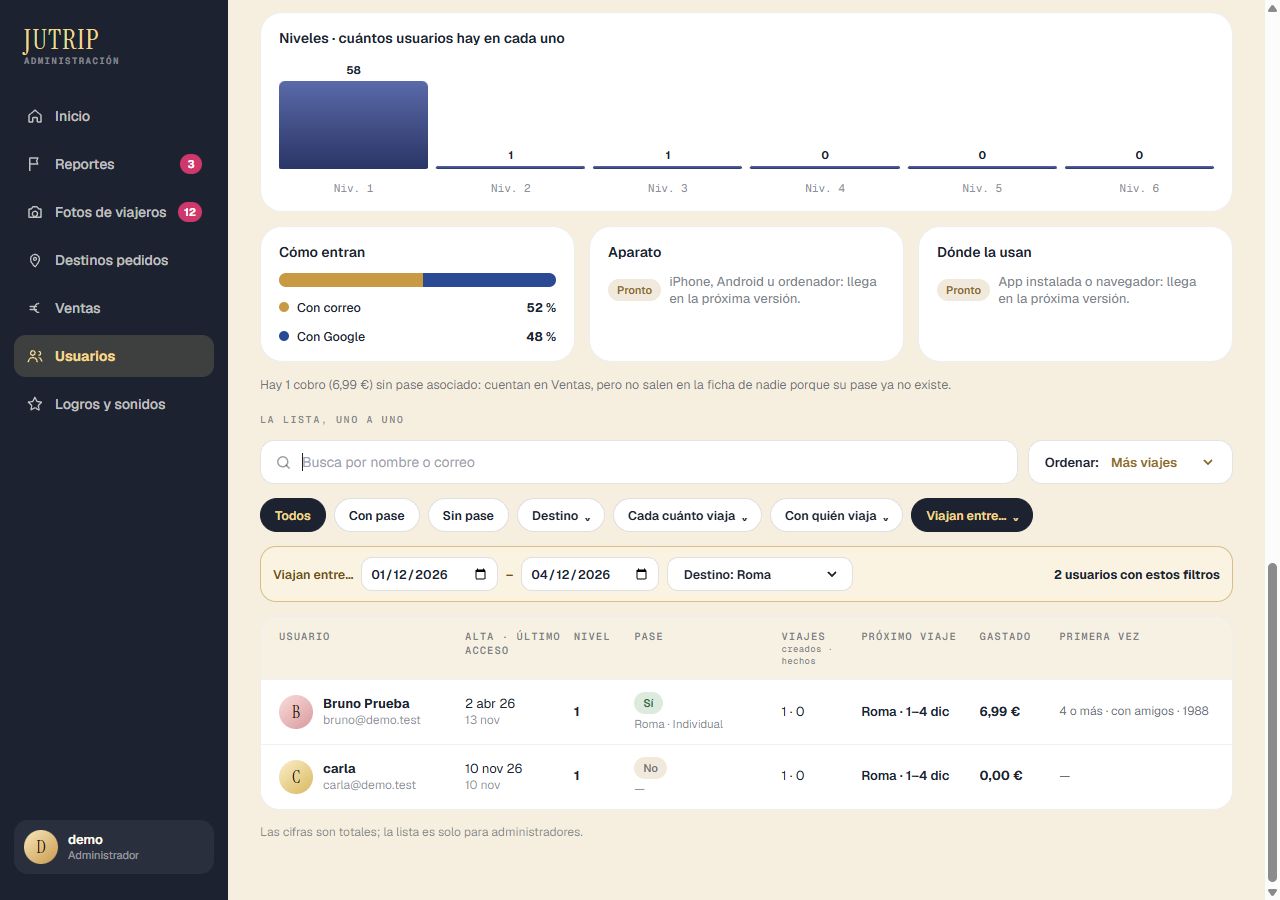 JUTRIP
ADMINISTRACIÓN
Inicio
Reportes 3
Fotos de viajeros 12
Destinos pedidos
Ventas
Usuarios
Logros y sonidos
D demo
Administrador
Niveles · cuántos usuarios hay en cada uno
58 1 1 0 0 0
Niv. 1 Niv. 2 Niv. 3 Niv. 4 Niv. 5 Niv. 6
Cómo entran
Con correo 52 %
Con Google 48 %
Aparato
Pronto iPhone, Android u ordenador: llega
en la próxima versión.
Dónde la usan
Pronto App instalada o navegador: llega
en la próxima versión.
Hay 1 cobro (6,99 €) sin pase asociado: cuentan en Ventas, pero no salen en la ficha de nadie porque su pase ya no existe.
LA LISTA, UNO A UNO
Busca por nombre o correo
Ordenar: Más viajes
Todos Con pase Sin pase Destino Cada cuánto viaja Con quién viaja Viajan entre…
Viajan entre… 01/12/2026 – 04/12/2026 Destino: Roma 2 usuarios con estos filtros
USUARIO ALTA · ÚLTIMO NIVEL PASE VIAJES PRÓXIMO VIAJE GASTADO PRIMERA VEZ
ACCESO creados ·
hechos
B Bruno Prueba 2 abr 26 1 Sí 1 · 0 Roma · 1–4 dic 6,99 € 4 o más · con amigos · 1988
bruno@demo.test 13 nov Roma · Individual
C carla 10 nov 26 1 No 1 · 0 Roma · 1–4 dic 0,00 € —
carla@demo.test 10 nov —
Las cifras son totales; la lista es solo para administradores.